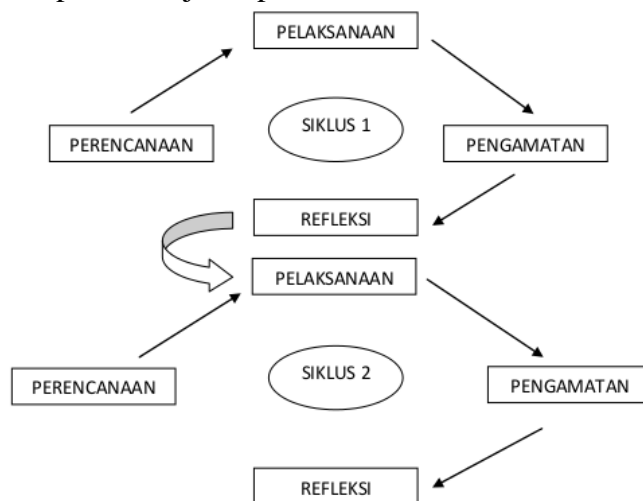 PELAKSANAAN
PERENCANAAN
SIKLUS 1
PENGAMATAN
REFLEKSI
PELAKSANAAN
PERENCANAAN
SIKLUS 2
PENGAMATAN
REFLEKSI